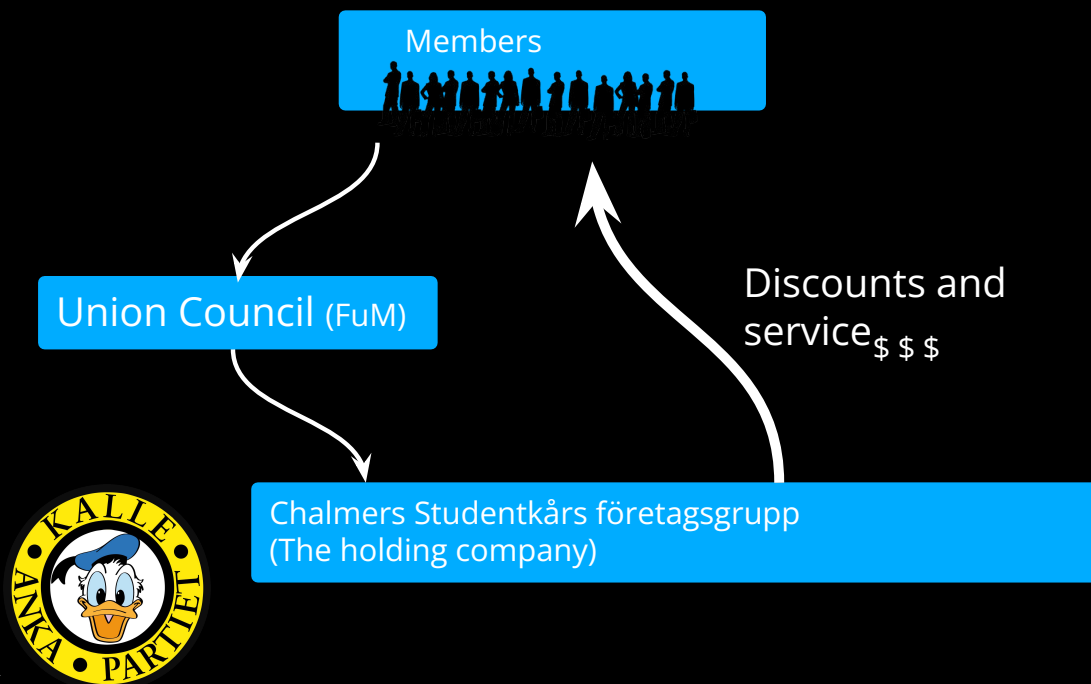 Members
Union Council (FuM)
Discounts and
service$ $ $
Chalmers Studentkårs företagsgrupp
(The holding company)
KALLE
ANKA
PARTIET